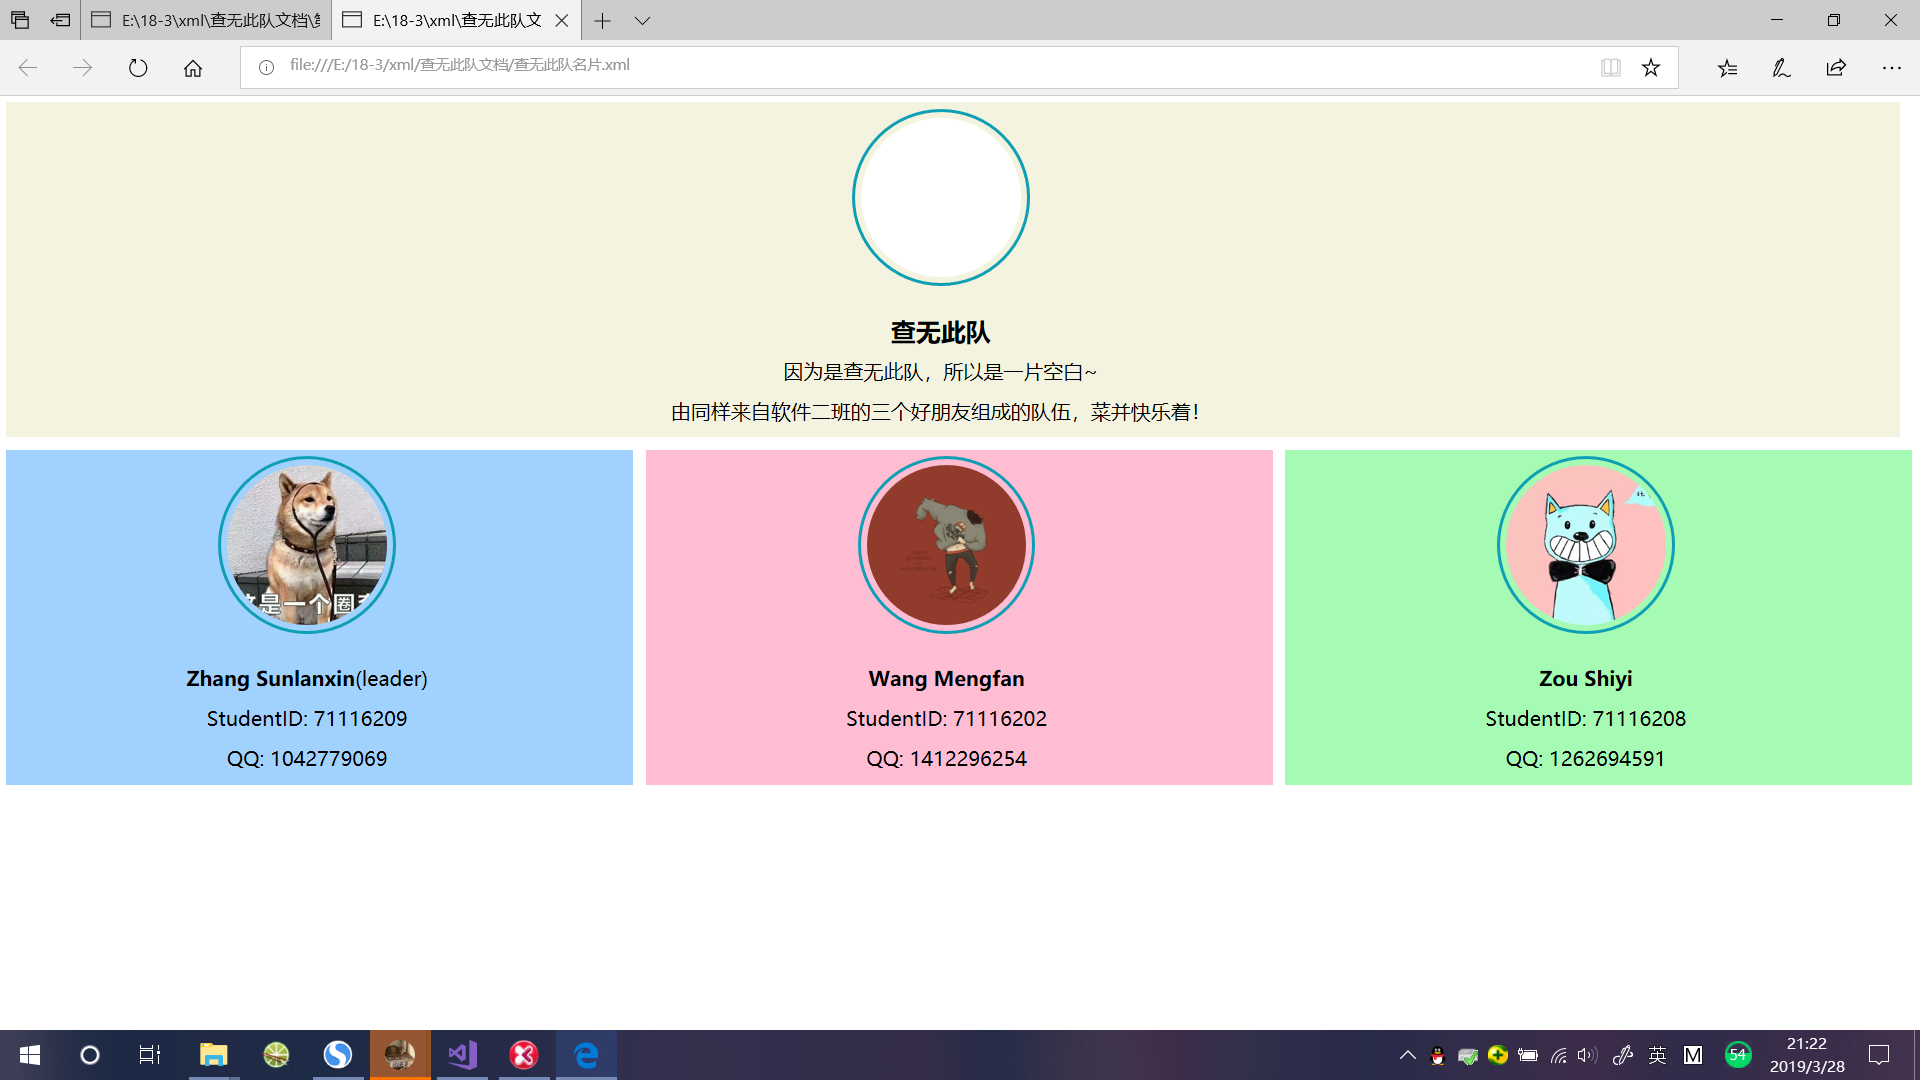 E:\18-3\xml\查无此队文档\
E:\18-3\xml\查无此队文
file:///E:/18-3/xml/查无此队文档/查无此队名片.xml
查无此队
因为是查无此队，所以是一片空白~
由同样来自软件二班的三个好朋友组成的队伍，菜并快乐着！
是一个圈
Zhang Sunlanxin(leader)
StudentID: 71116209
QQ: 1042779069
Wang Mengfan
StudentID: 71116202
QQ: 1412296254
Zou Shiyi
StudentID: 71116208
QQ: 1262694591
英
M
54
21:22
2019/3/28